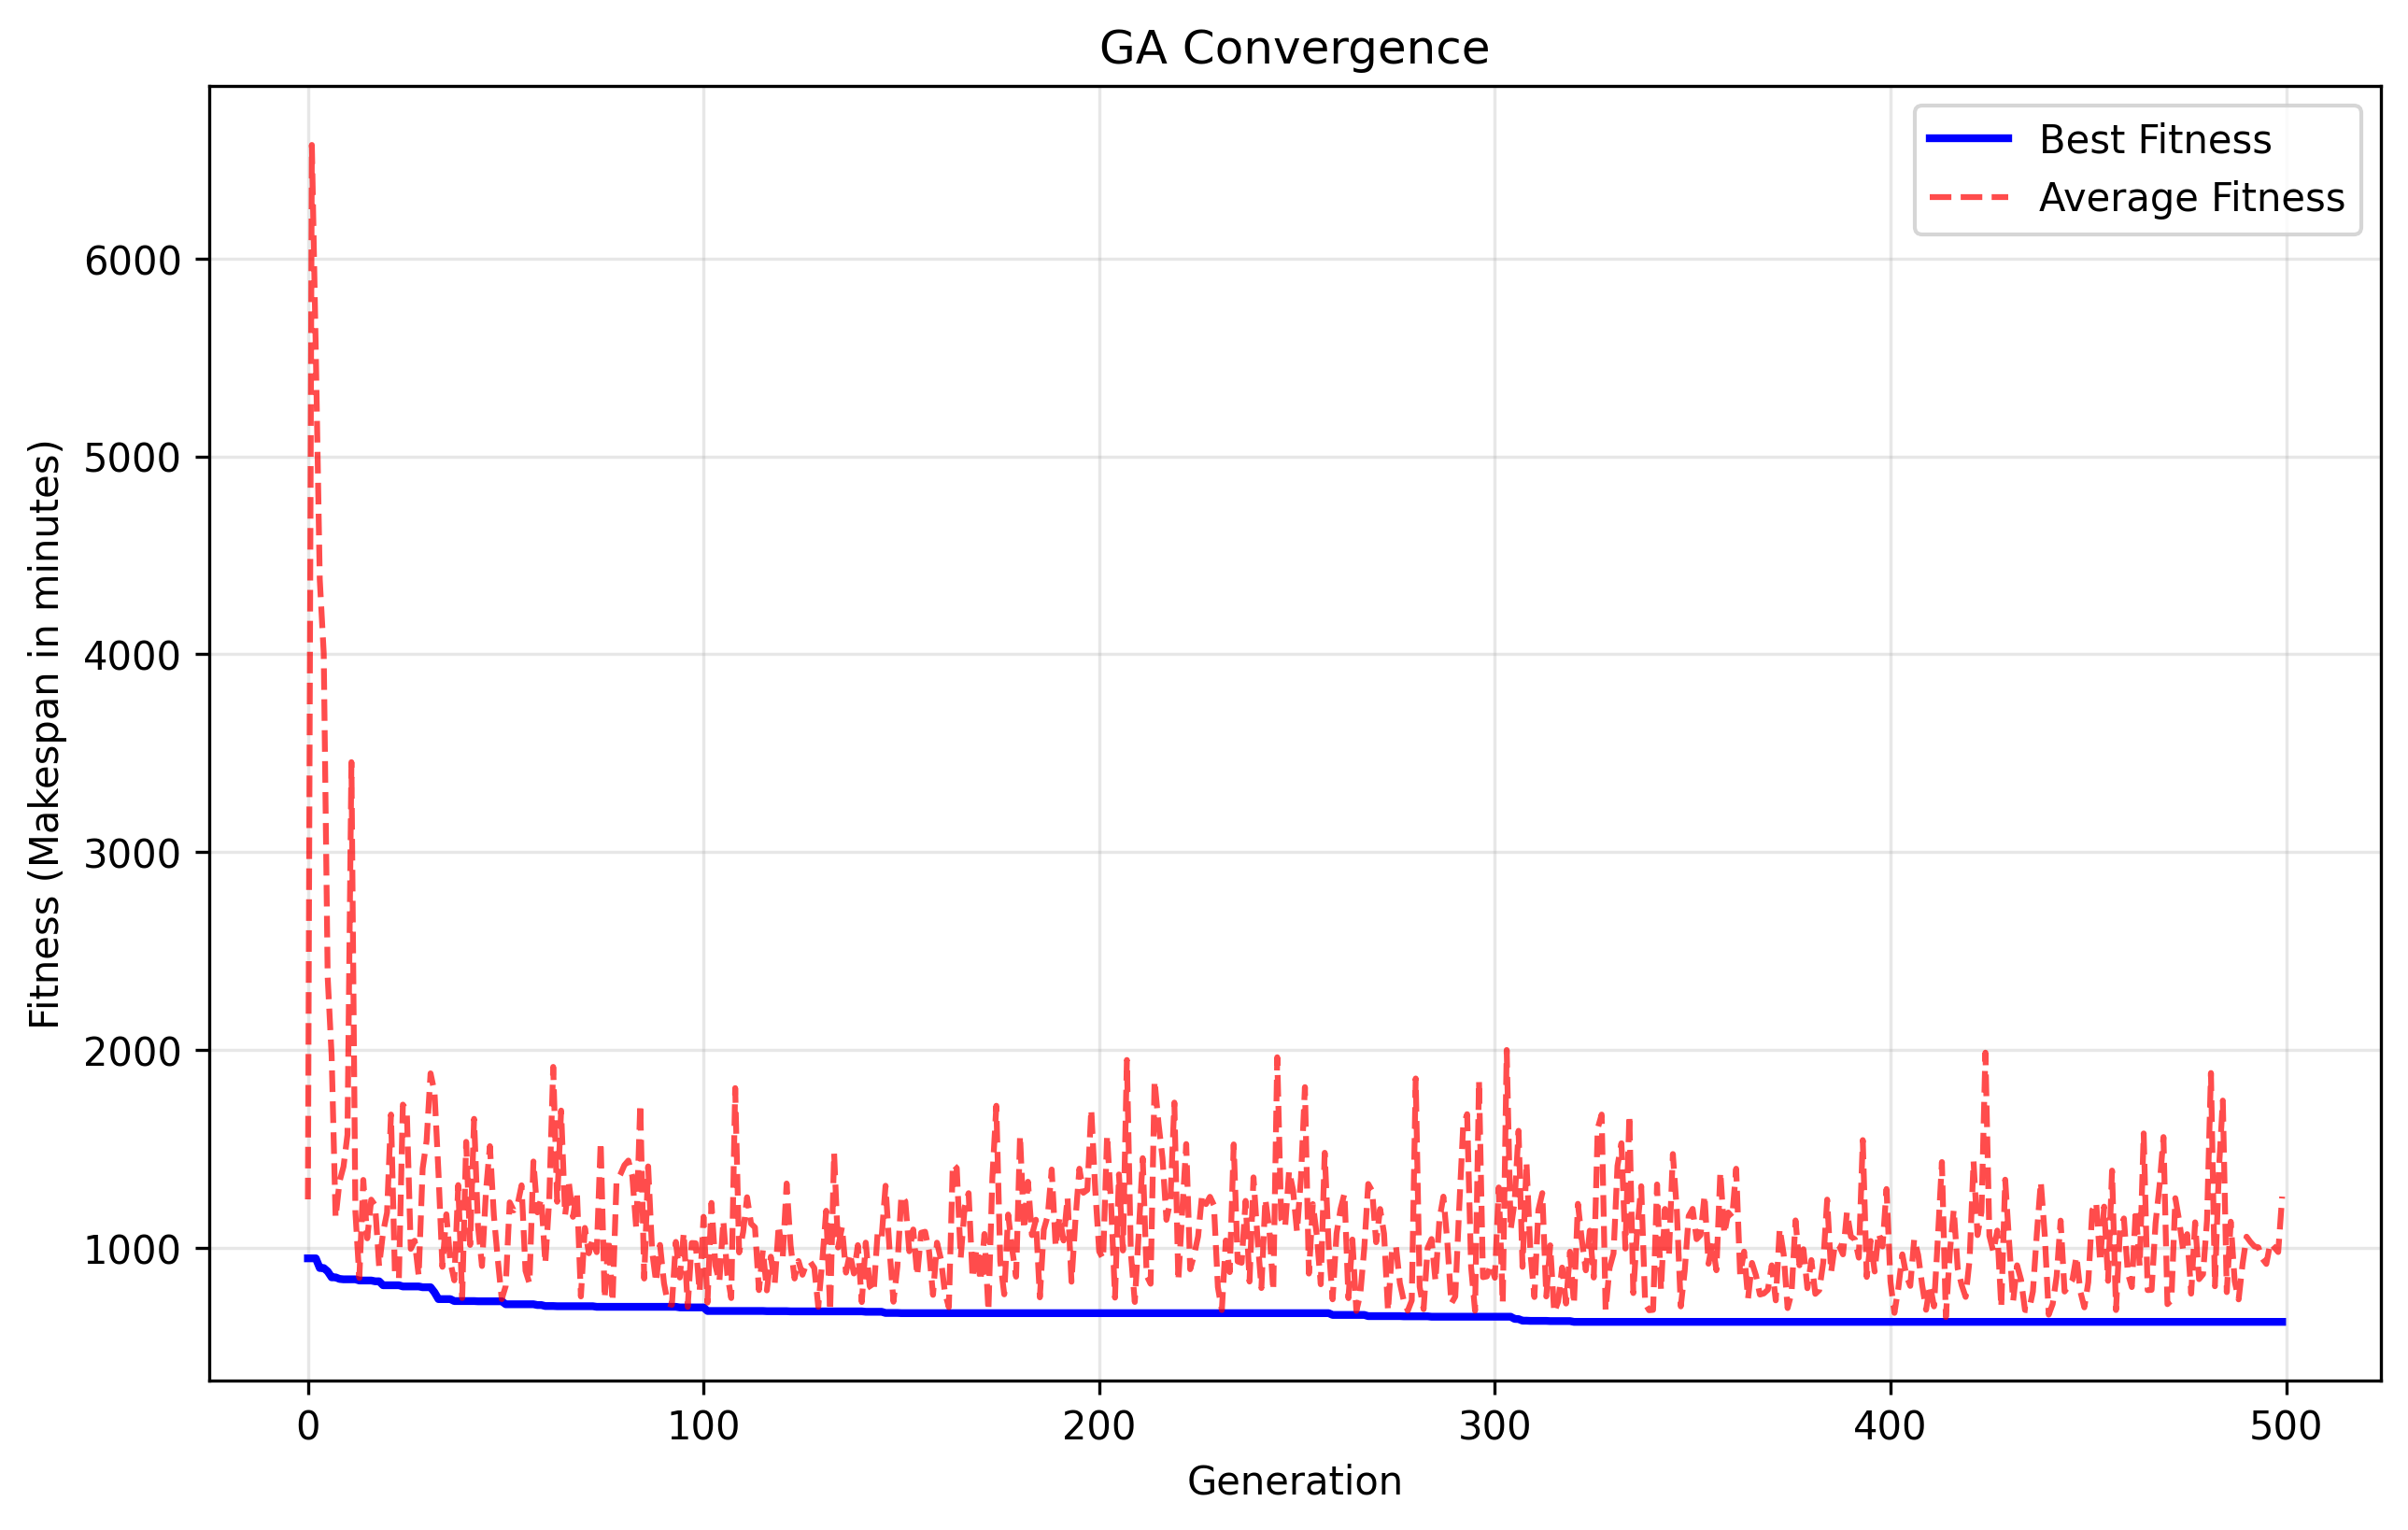 GA Convergence
Best Fitness
Average Fitness
Fitness (Makespan in minutes)
6000
5000
4000
3000
2000
1000
0
100
200
300
400
500
Generation